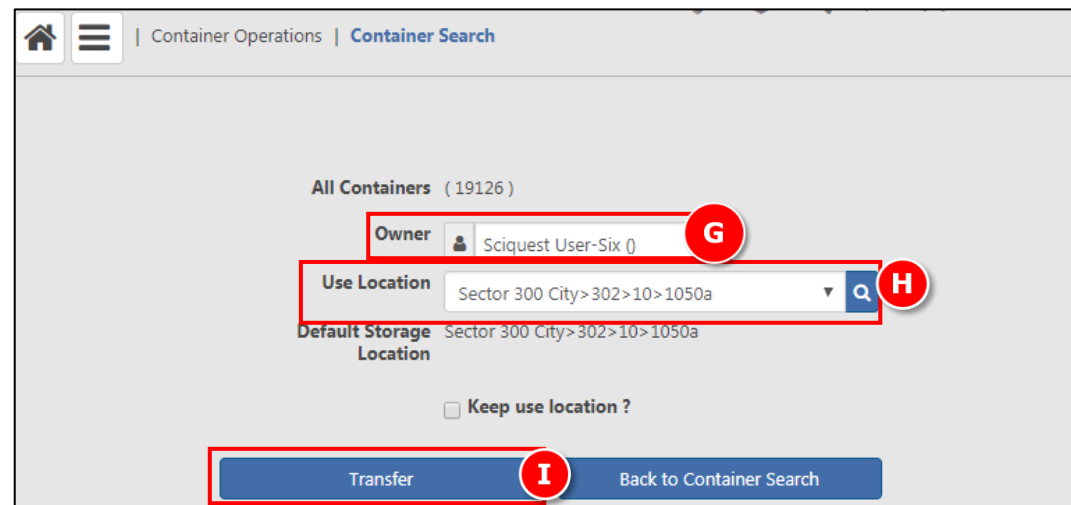 | Container Operations | Container Search
All Containers ( 19126 )
Owner Sciquest User-Six () G
Use Location Sector 300 City>302>10>1050a H
Default Storage Location Sector 300 City>302>10>1050a
Keep use location ?
Transfer I Back to Container Search